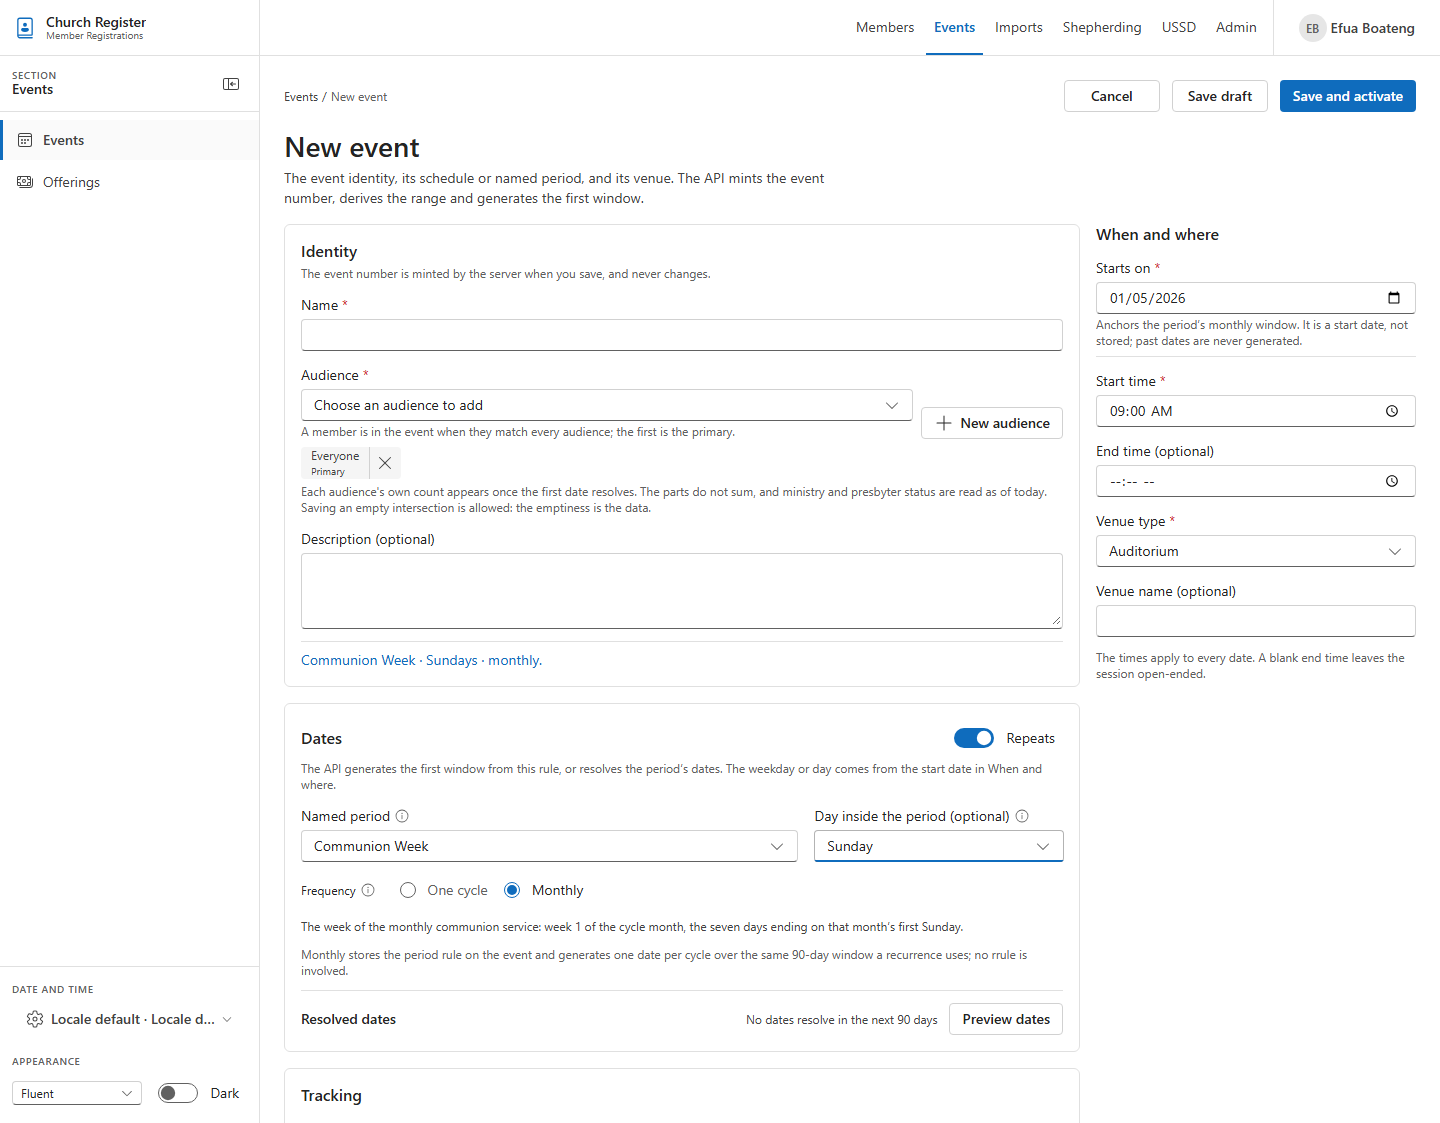 Church Register
Member Registrations
Members
Events
Imports
Shepherding
USSD
Admin
EB
Efua Boateng
SECTION
Events
Events
Offerings
Events / New event
Cancel
Save draft
Save and activate
New event
The event identity, its schedule or named period, and its venue. The API mints the event
number, derives the range and generates the first window.
Identity
The event number is minted by the server when you save, and never changes.
Name *
Audience *
Choose an audience to add
New audience
A member is in the event when they match every audience; the first is the primary.
Everyone
Primary
Each audience's own count appears once the first date resolves. The parts do not sum, and ministry and presbyter status are read as of today.
Saving an empty intersection is allowed: the emptiness is the data.
Description (optional)
Communion Week · Sundays · monthly.
When and where
Starts on *
01/05/2026
Anchors the period's monthly window. It is a start date, not
stored; past dates are never generated.
Start time *
09:00 AM
End time (optional)
--:-- --
Venue type *
Auditorium
Venue name (optional)
The times apply to every date. A blank end time leaves the
session open-ended.
Dates
Repeats
The API generates the first window from this rule, or resolves the period's dates. The weekday or day comes from the start date in When and
where.
Named period
Communion Week
Day inside the period (optional)
Sunday
Frequency
One cycle
Monthly
The week of the monthly communion service: week 1 of the cycle month, the seven days ending on that month's first Sunday.
Monthly stores the period rule on the event and generates one date per cycle over the same 90-day window a recurrence uses; no rrule is
involved.
Resolved dates
No dates resolve in the next 90 days
Preview dates
Tracking
DATE AND TIME
Locale default · Locale d...
APPEARANCE
Fluent
Dark